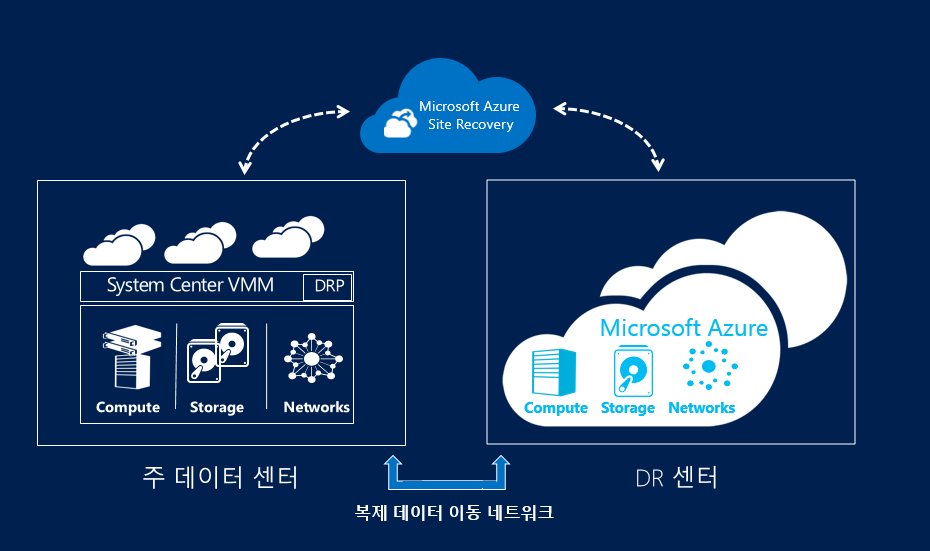 Microsoft Azure
Site Recovery
System Center VMM
DRP
Compute
Storage
Networks
Microsoft Azure
Compute
Storage
Networks
주 데이터 센터
DR 센터
복제 데이터 이동 네트워크